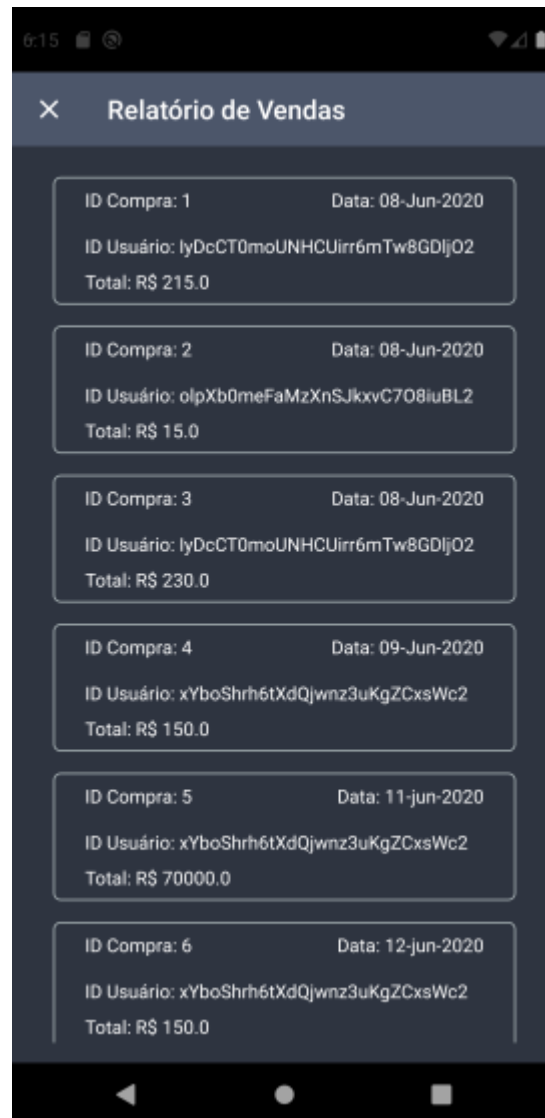 6:15
Relatório de Vendas
ID Compra: 1 Data: 08-Jun-2020
ID Usuário: IyDcCT0moUNHCUirr6mTw8GDljO2
Total: R$ 215.0
ID Compra: 2 Data: 08-Jun-2020
ID Usuário: olpXb0meFaMzXnSJkxvC7O8iuBL2
Total: R$ 15.0
ID Compra: 3 Data: 08-Jun-2020
ID Usuário: IyDcCT0moUNHCUirr6mTw8GDljO2
Total: R$ 230.0
ID Compra: 4 Data: 09-Jun-2020
ID Usuário: xYboShrh6tXdQjwnz3uKgZCxsWc2
Total: R$ 150.0
ID Compra: 5 Data: 11-jun-2020
ID Usuário: xYboShrh6tXdQjwnz3uKgZCxsWc2
Total: R$ 70000.0
ID Compra: 6 Data: 12-jun-2020
ID Usuário: xYboShrh6tXdQjwnz3uKgZCxsWc2
Total: R$ 150.0